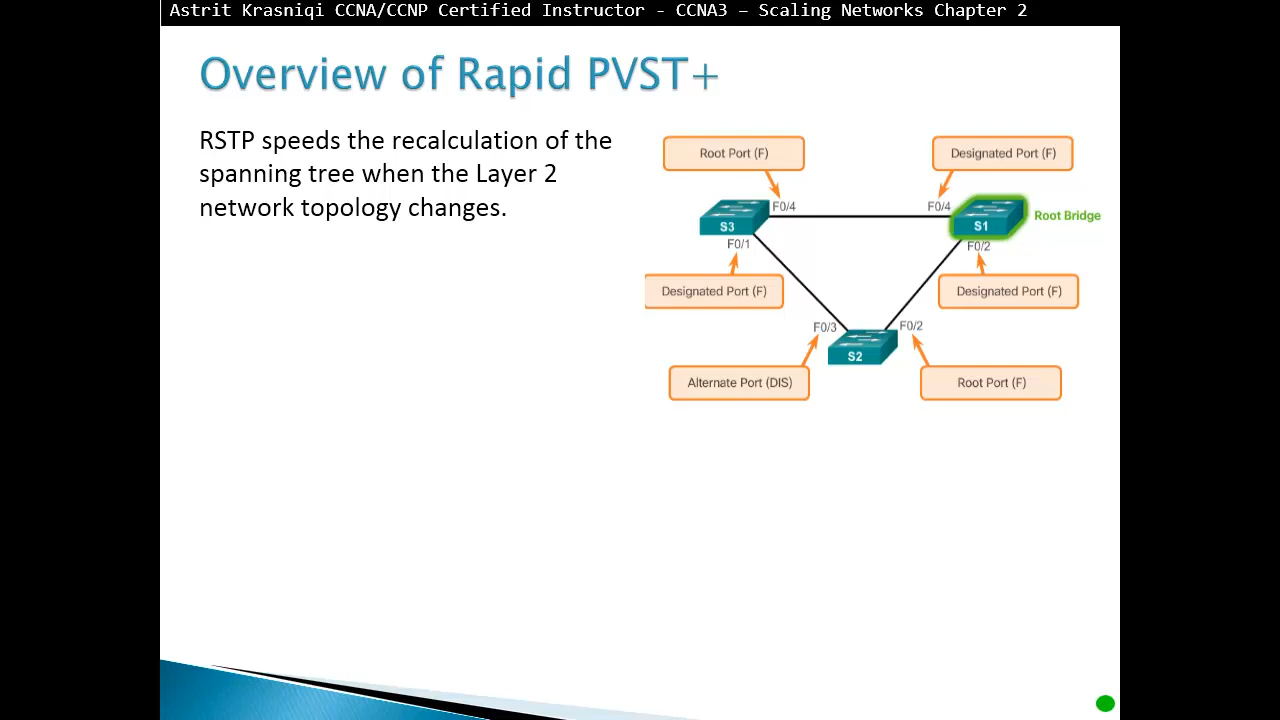 Astrit Krasniqi CCNA/CCNP Certified Instructor - CCNA3 – Scaling Networks Chapter 2
Overview of Rapid PVST+
RSTP speeds the recalculation of the
spanning tree when the Layer 2
network topology changes.
Root Port (F)
Designated Port (F)
F0/4
F0/4
S3
S1
Root Bridge
F0/1
F0/2
Designated Port (F)
Designated Port (F)
F0/3
F0/2
S2
Alternate Port (DIS)
Root Port (F)